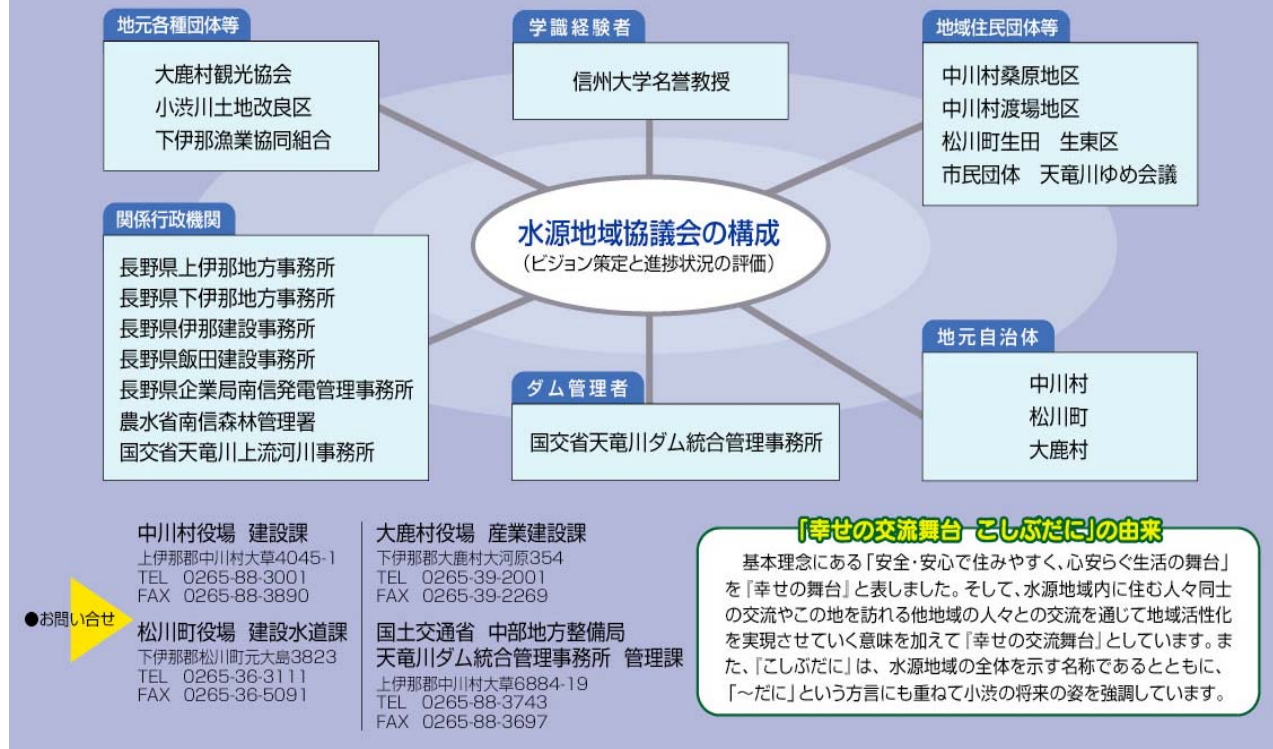 地元各種団体等
大鹿村観光協会
小渋川土地改良区
下伊那漁業協同組合
学識経験者
信州大学名誉教授
地域住民団体等
中川村桑原地区
中川村渡場地区
松川町生田 生東区
市民団体 天竜川ゆめ会議
水源地域協議会の構成
(ビジョン策定と進捗状況の評価)
関係行政機関
長野県上伊那地方事務所
長野県下伊那地方事務所
長野県伊那建設事務所
長野県飯田建設事務所
長野県企業局南信発電管理事務所
農水省南信森林管理署
国交省天竜川上流河川事務所
ダム管理者
国交省天竜川ダム統合管理事務所
地元自治体
中川村
松川町
大鹿村
●お問い合せ
中川村役場 建設課
上伊那郡中川村大草4045-1
TEL 0265-88-3001
FAX 0265-88-3890
松川町役場 建設水道課
下伊那郡松川町元大島3823
TEL 0265-36-3111
FAX 0265-36-5091
大鹿村役場 産業建設課
下伊那郡大鹿村大河原354
TEL 0265-39-2001
FAX 0265-39-2269
国土交通省 中部地方整備局
天竜川ダム統合管理事務所 管理課
上伊那郡中川村大草6884-19
TEL 0265-88-3743
FAX 0265-88-3697
「幸せの交流舞台 こしぶだに」の由来
基本理念にある「安全・安心で住みやすく、心安らぐ生活の舞台」
を『幸せの舞台』と表しました。そして、水源地域内に住む人々同士
の交流やこの地を訪れる他地域の人々との交流を通じて地域活性化
を実現させていく意味を加えて『幸せの交流舞台』としています。ま
た、『こしぶだに』は、水源地域の全体を示す名称であるとともに、
「～だに」という方言にも重ねて小渋の将来の姿を強調しています。